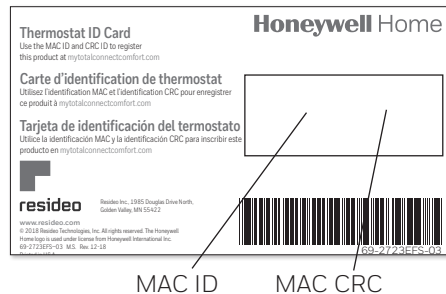 Thermostat ID Card
Use the MAC ID and CRC ID to register
this product at mytotalconnectcomfort.com
Carte d'identification de thermostat
Utilisez l'identification MAC et l'identification CRC pour enregistrer
ce produit à mytotalconnectcomfort.com
Tarjeta de identificación del termostato
Utilice la identificación MAC y la identificación CRC para inscribir este
producto en mytotalconnectcomfort.com
Honeywell Home
resideo
Resideo Inc., 1985 Douglas Drive North,
Golden Valley, MN 55422
www.resideo.com
© 2018 Resideo Technologies, Inc. All rights reserved. The Honeywell
Home logo is used under license from Honeywell International Inc.
69-2723EFS-03 M.S. Rev. 12-18
Printed in U.S.A.
69-2723EFS-03
MAC ID
MAC CRC